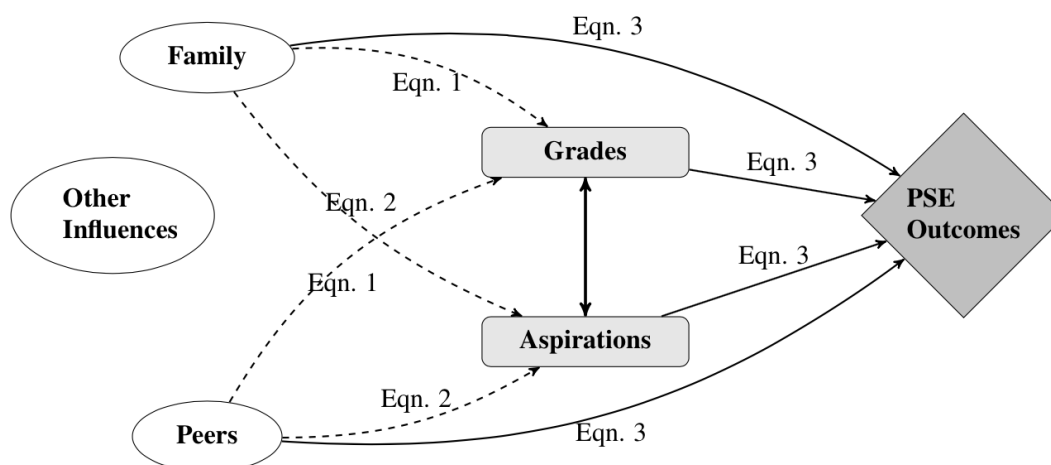 Eqn. 3
Family
Eqn. 1
Grades
Eqn. 3
Other
Influences
Eqn. 2
PSE
Outcomes
Eqn. 3
Eqn. 1
Aspirations
Eqn. 2
Peers
Eqn. 3